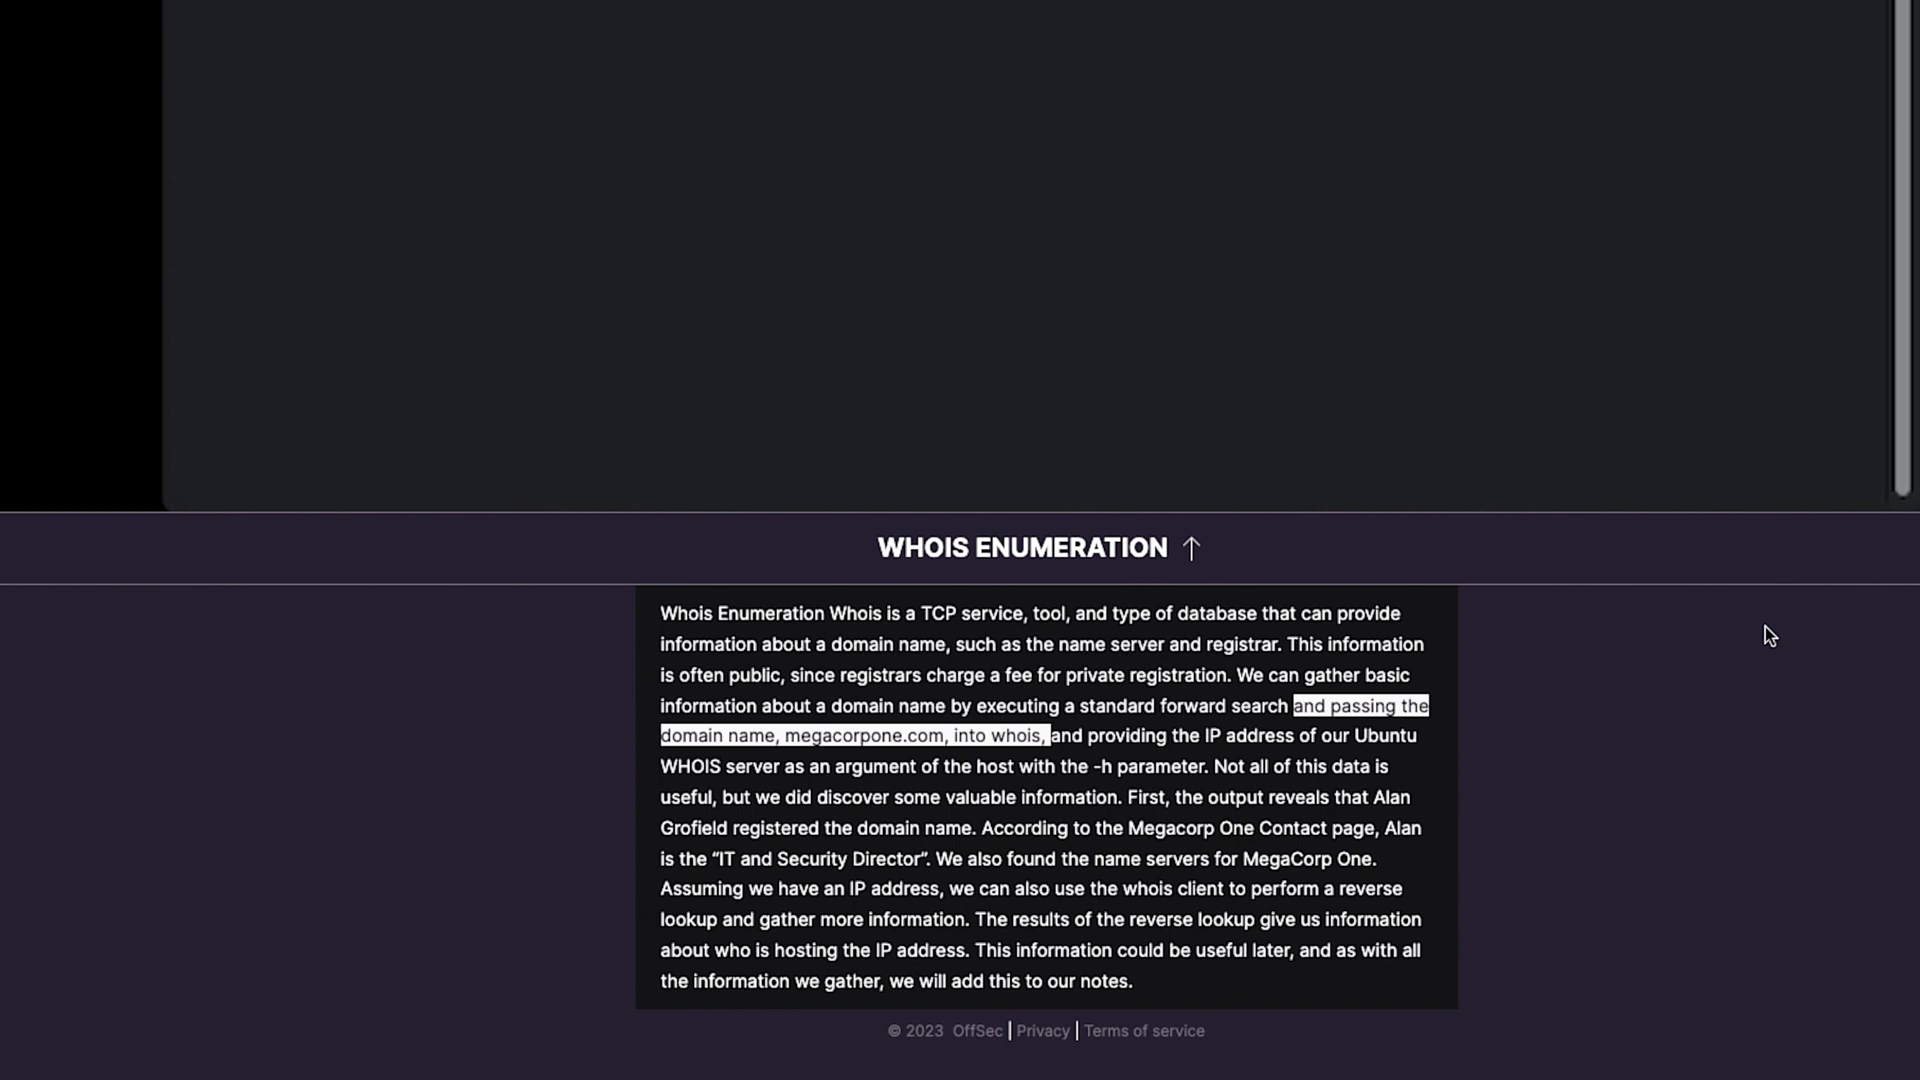 WHOIS ENUMERATION ↑
Whois Enumeration Whois is a TCP service, tool, and type of database that can provide
information about a domain name, such as the name server and registrar. This information
is often public, since registrars charge a fee for private registration. We can gather basic
information about a domain name by executing a standard forward search and passing the
domain name, megacorpone.com, into whois, and providing the IP address of our Ubuntu
WHOIS server as an argument of the host with the -h parameter. Not all of this data is
useful, but we did discover some valuable information. First, the output reveals that Alan
Grofield registered the domain name. According to the Megacorp One Contact page, Alan
is the “IT and Security Director”. We also found the name servers for MegaCorp One.
Assuming we have an IP address, we can also use the whois client to perform a reverse
lookup and gather more information. The results of the reverse lookup give us information
about who is hosting the IP address. This information could be useful later, and as with all
the information we gather, we will add this to our notes.
© 2023 OffSec | Privacy | Terms of service